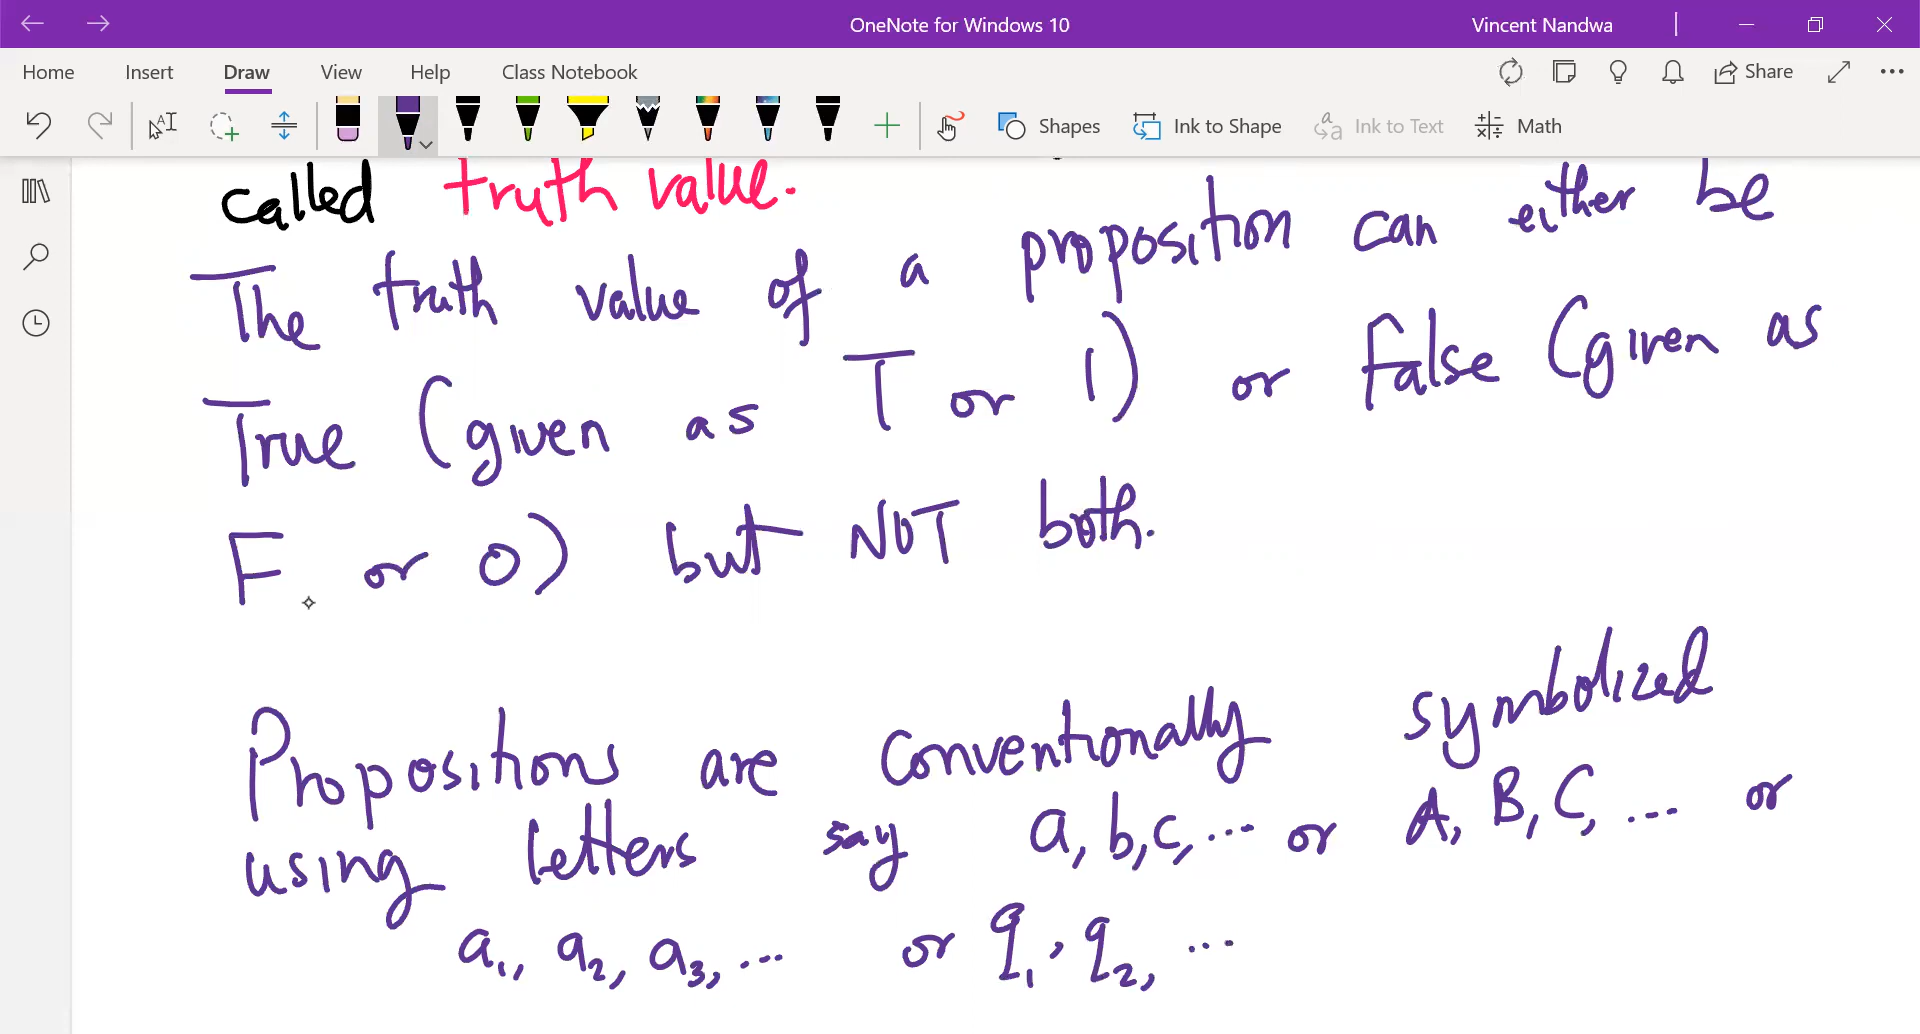 OneNote for Windows 10
Vincent Nandwa
Home Insert Draw View Help Class Notebook Share
Shapes Ink to Shape Ink to Text Math
called truth value.
The truth value of a proposition can either be
True (given as T or 1) or false (given as
F or 0) but NOT both.
Propositions are conventionally symbolized
using letters say a, b, c, ... or A, B, C, ... or
a₁, a₂, a₃, ... or q₁, q₂, ...